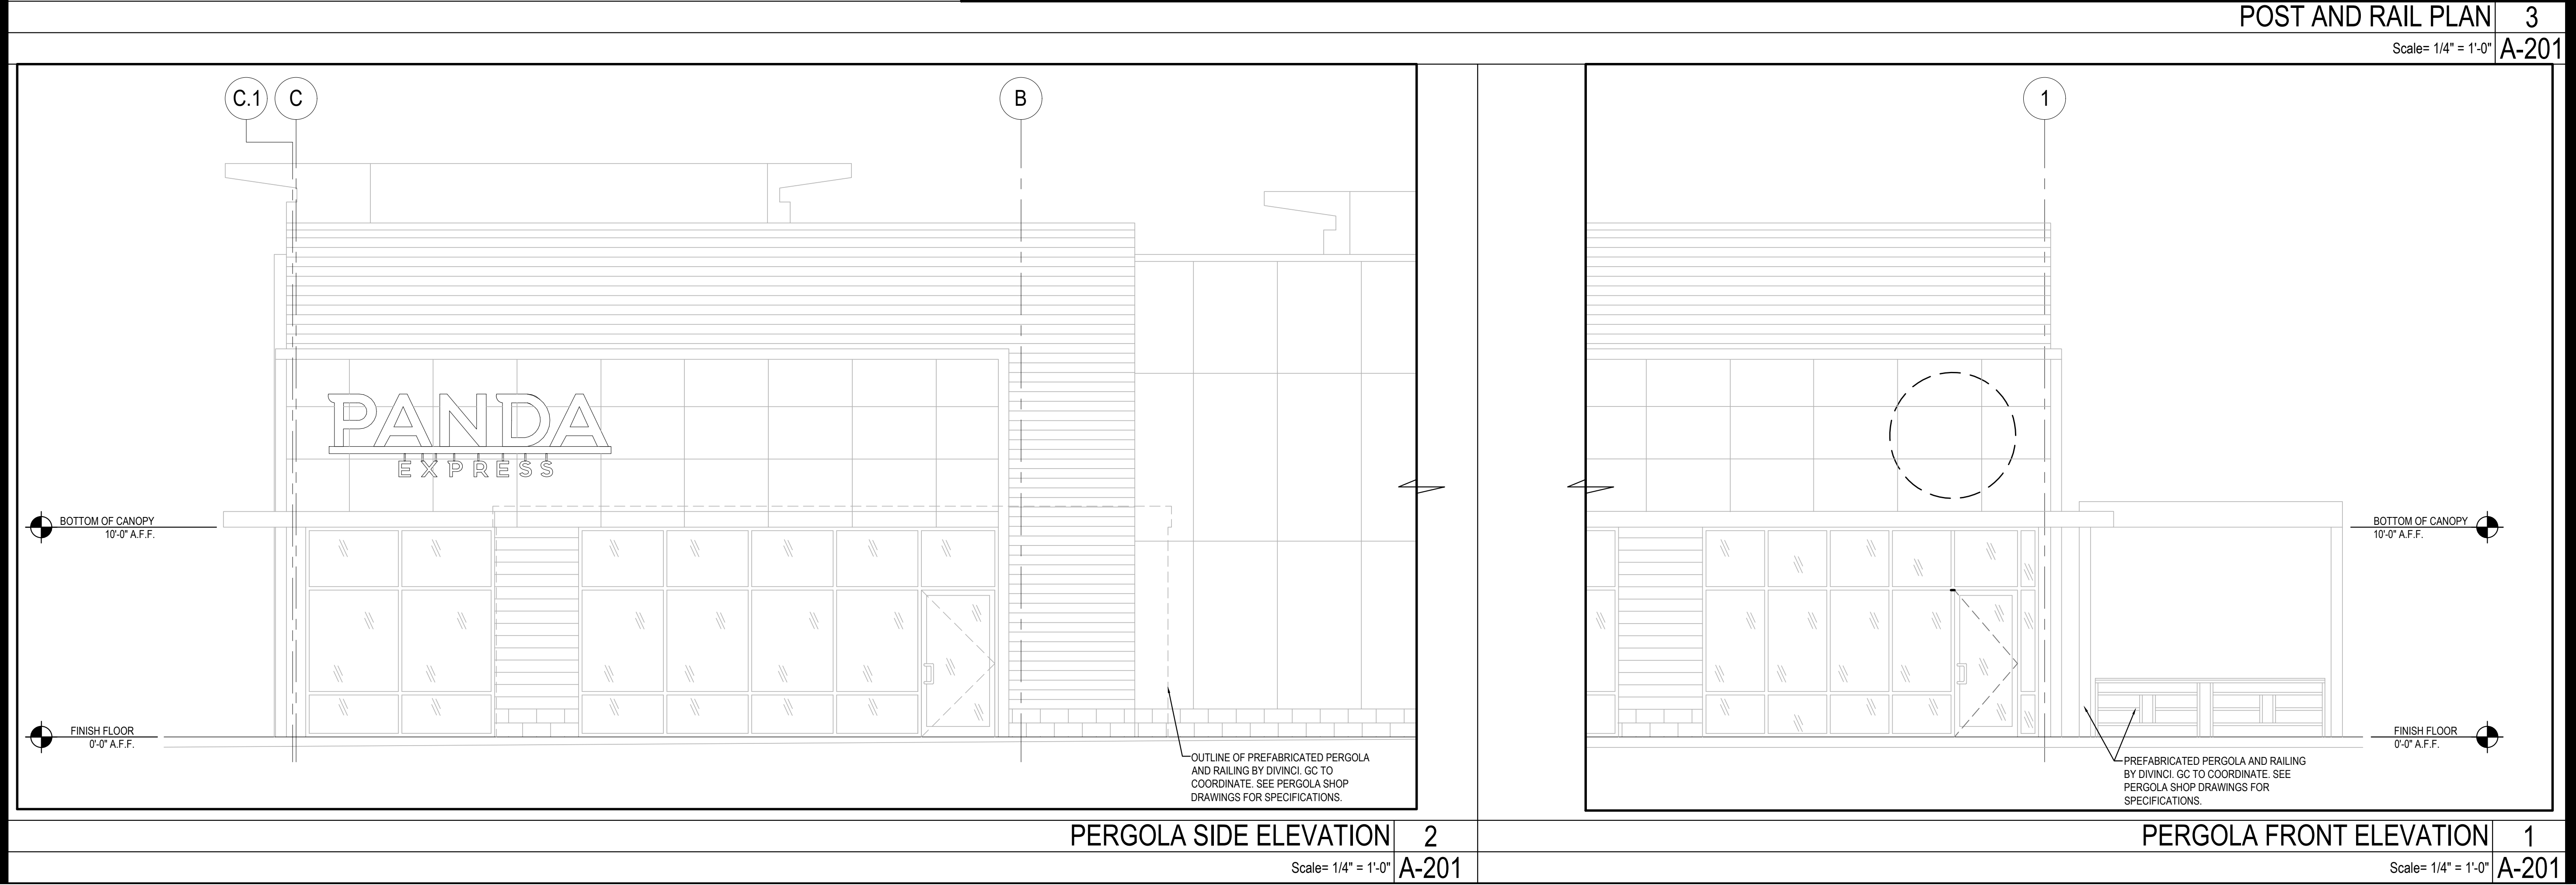 POST AND RAIL PLAN 3
Scale= 1/4" = 1'-0" A-201
C.1 C B
PANDA
EXPRESS
BOTTOM OF CANOPY
10'-0" A.F.F.
FINISH FLOOR
0'-0" A.F.F.
OUTLINE OF PREFABRICATED PERGOLA
AND RAILING BY DIVINCI. GC TO
COORDINATE. SEE PERGOLA SHOP
DRAWINGS FOR SPECIFICATIONS.
PERGOLA SIDE ELEVATION 2
Scale= 1/4" = 1'-0" A-201
1
BOTTOM OF CANOPY
10'-0" A.F.F.
FINISH FLOOR
0'-0" A.F.F.
PREFABRICATED PERGOLA AND RAILING
BY DIVINCI. GC TO COORDINATE. SEE
PERGOLA SHOP DRAWINGS FOR
SPECIFICATIONS.
PERGOLA FRONT ELEVATION 1
Scale= 1/4" = 1'-0" A-201